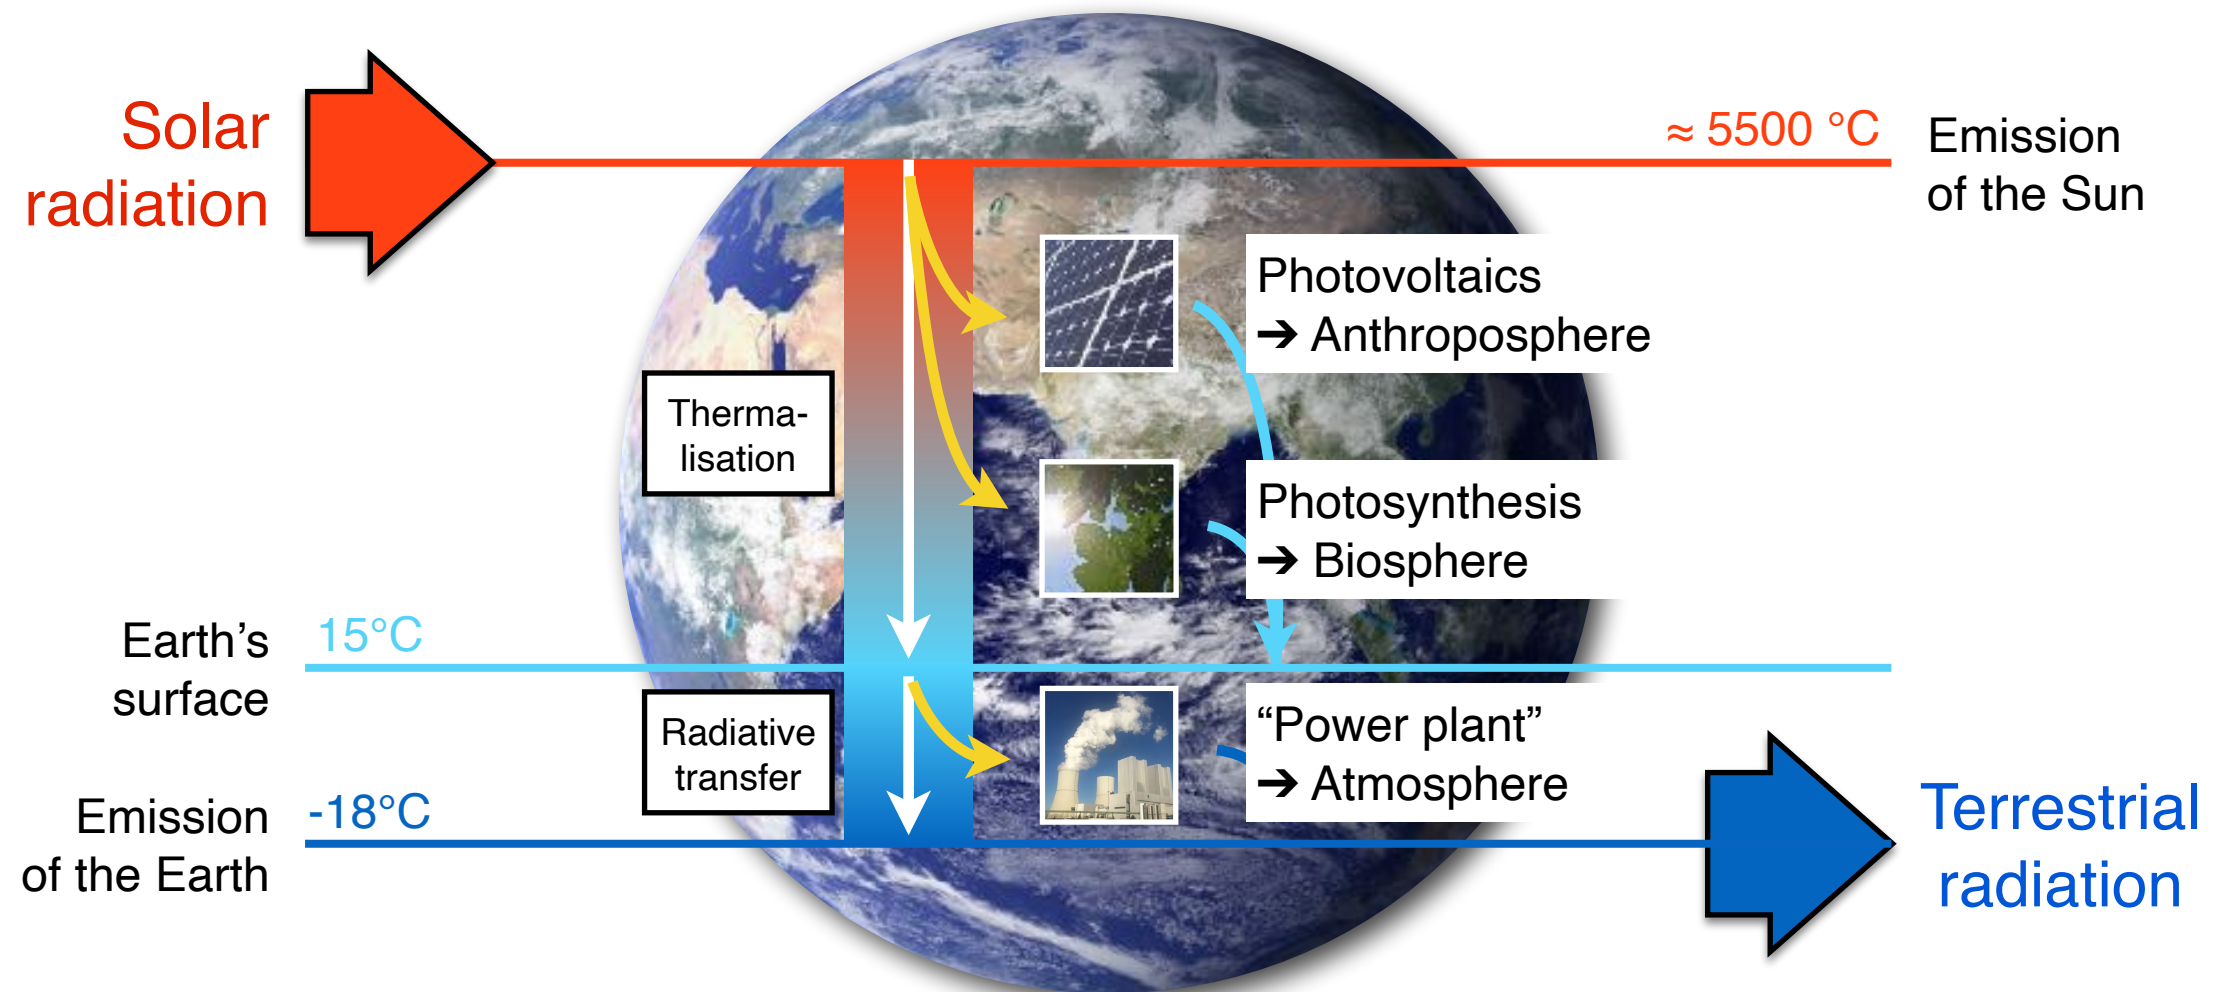 Solar
radiation
≈ 5500 °C
Emission
of the Sun
Photovoltaics
➔ Anthroposphere
Therma-
lisation
Photosynthesis
➔ Biosphere
Earth’s
surface
15°C
Radiative
transfer
“Power plant”
➔ Atmosphere
Emission
of the Earth
-18°C
Terrestrial
radiation